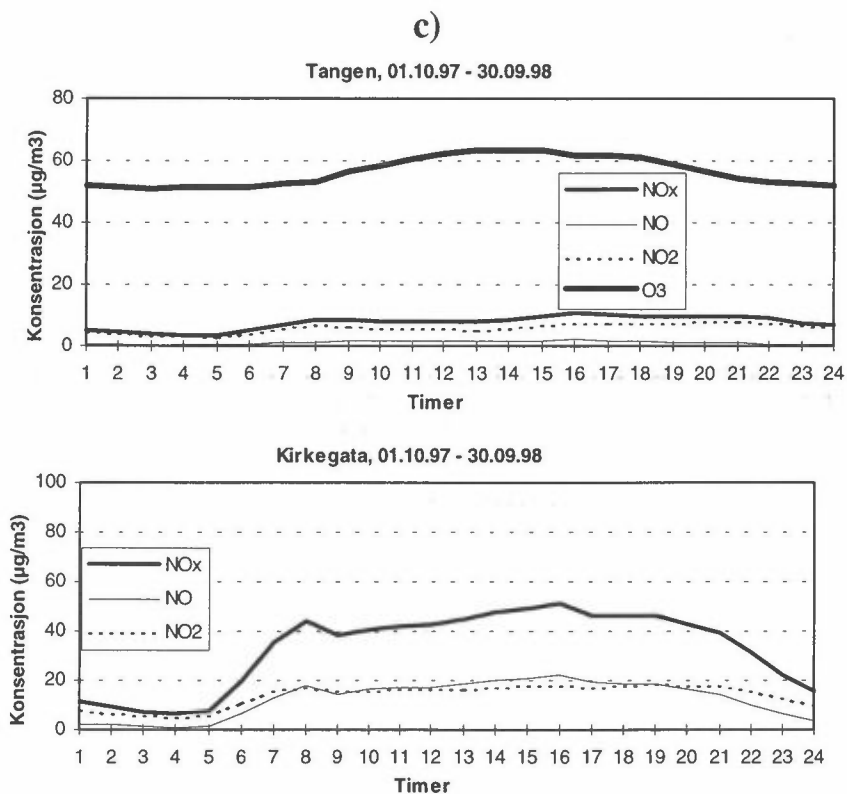 c)
Tangen, 01.10.97 - 30.09.98
Konsentrasjon (µg/m3)
80
60
40
20
0
NOx
NO
NO2
O3
1 2 3 4 5 6 7 8 9 10 11 12 13 14 15 16 17 18 19 20 21 22 23 24
Timer
Kirkegata, 01.10.97 - 30.09.98
Konsentrasjon (µg/m3)
100
80
60
40
20
0
NOx
NO
NO2
1 2 3 4 5 6 7 8 9 10 11 12 13 14 15 16 17 18 19 20 21 22 23 24
Timer